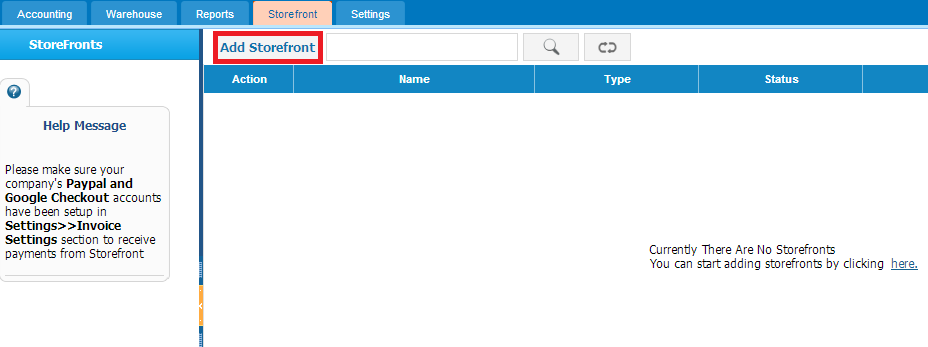 Accounting Warehouse Reports Storefront Settings
StoreFronts
Add Storefront
Action Name Type Status
?
Help Message
Please make sure your
company's Paypal and
Google Checkout accounts
have been setup in
Settings>>Invoice
Settings section to receive
payments from Storefront
Currently There Are No Storefronts
You can start adding storefronts by clicking here.